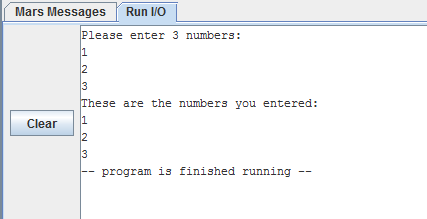 Mars Messages Run I/O
Please enter 3 numbers:
1
2
3
These are the numbers you entered:
1
Clear
2
3
-- program is finished running --